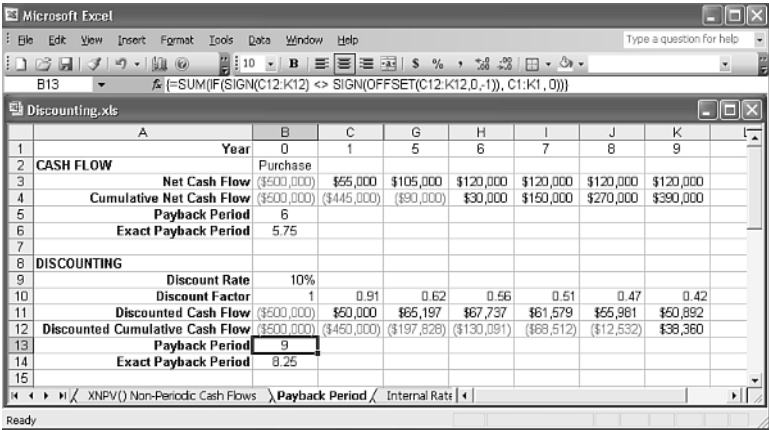 Microsoft Excel
File Edit View Insert Format Tools Data Window Help Type a question for help
10 B $ % ,
B13 fx {=SUM(IF(SIGN(C12:K12) <> SIGN(OFFSET(C12:K12,0,-1)), C1:K1, 0))}
Discounting.xls
A B C G H I J K L
1 Year 0 1 5 6 7 8 9
2 CASH FLOW Purchase
3 Net Cash Flow ($500,000) $55,000 $105,000 $120,000 $120,000 $120,000 $120,000
4 Cumulative Net Cash Flow ($500,000) ($445,000) ($90,000) $30,000 $150,000 $270,000 $390,000
5 Payback Period 6
6 Exact Payback Period 5.75
7
8 DISCOUNTING
9 Discount Rate 10%
10 Discount Factor 1 0.91 0.62 0.56 0.51 0.47 0.42
11 Discounted Cash Flow ($500,000) $50,000 $65,197 $67,737 $61,579 $55,981 $50,892
12 Discounted Cumulative Cash Flow ($500,000) ($450,000) ($197,828) ($130,091) ($68,512) ($12,532) $38,360
13 Payback Period 9
14 Exact Payback Period 8.25
15
XNPV() Non-Periodic Cash Flows Payback Period Internal Rate
Ready